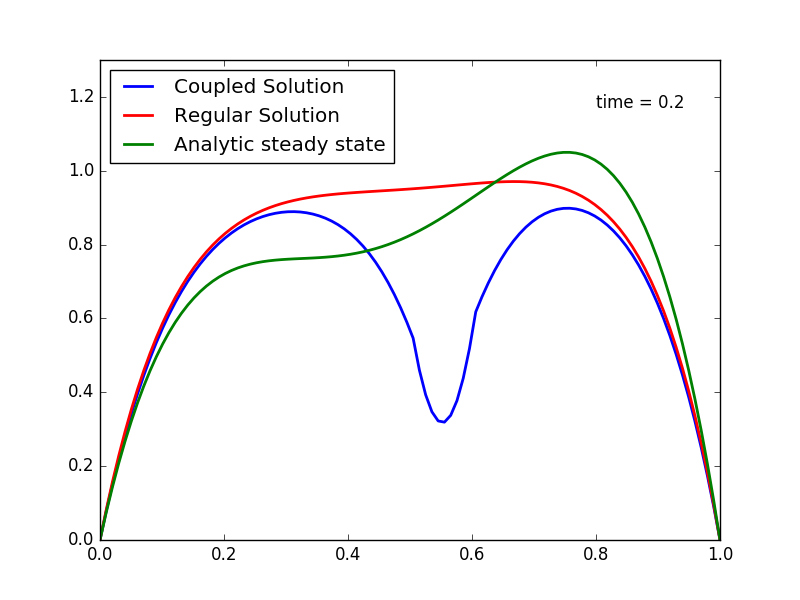 Coupled Solution
Regular Solution
Analytic steady state
time = 0.2
1.2
1.0
0.8
0.6
0.4
0.2
0.0
0.0 0.2 0.4 0.6 0.8 1.0